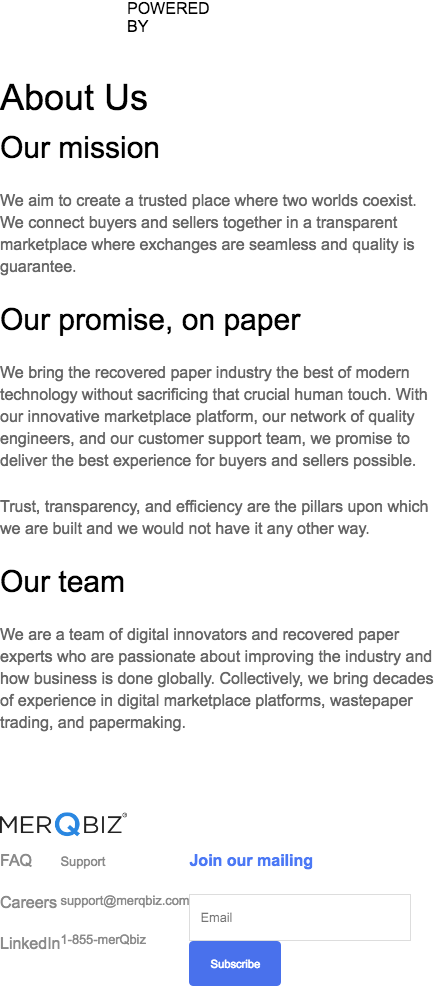 POWERED
BY
About Us
Our mission
We aim to create a trusted place where two worlds coexist.
We connect buyers and sellers together in a transparent
marketplace where exchanges are seamless and quality is
guarantee.
Our promise, on paper
We bring the recovered paper industry the best of modern
technology without sacrificing that crucial human touch. With
our innovative marketplace platform, our network of quality
engineers, and our customer support team, we promise to
deliver the best experience for buyers and sellers possible.
Trust, transparency, and efficiency are the pillars upon which
we are built and we would not have it any other way.
Our team
We are a team of digital innovators and recovered paper
experts who are passionate about improving the industry and
how business is done globally. Collectively, we bring decades
of experience in digital marketplace platforms, wastepaper
trading, and papermaking.
MERQBIZ®
FAQ Support Join our mailing
Careers support@merqbiz.com
Email
LinkedIn 1-855-merQbiz
Subscribe